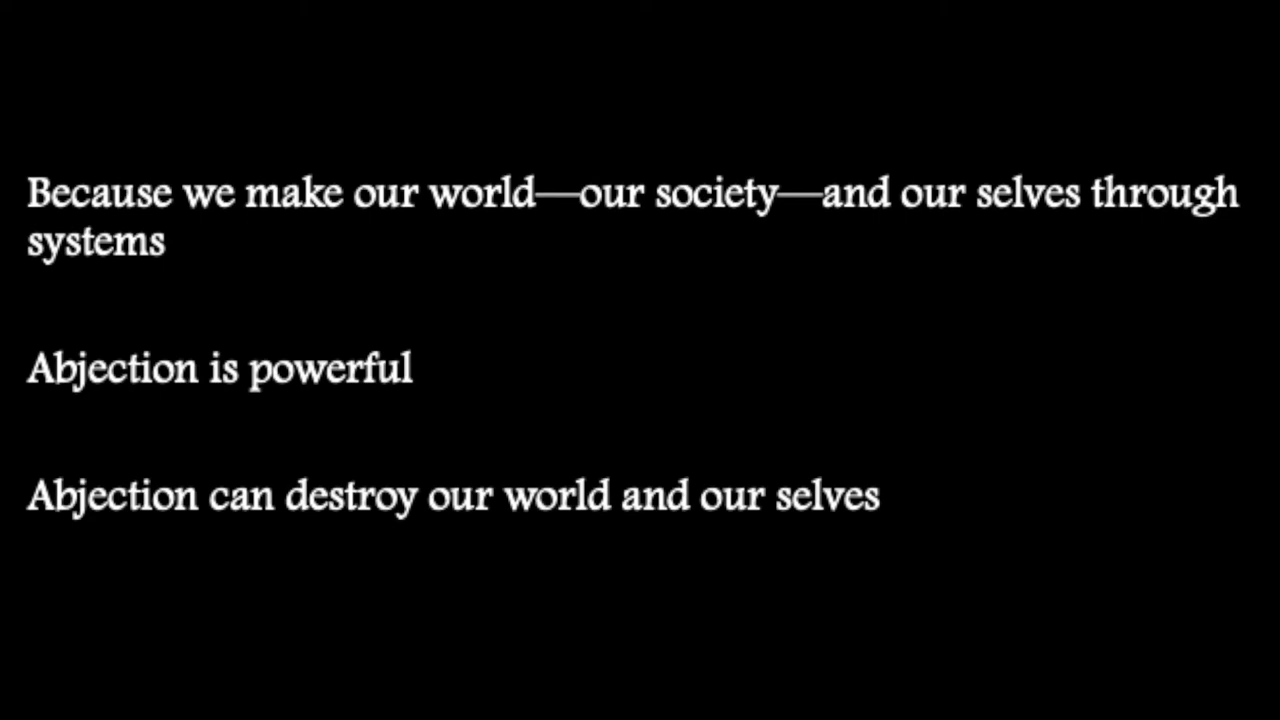 Because we make our world—our society—and our selves through
systems
Abjection is powerful
Abjection can destroy our world and our selves